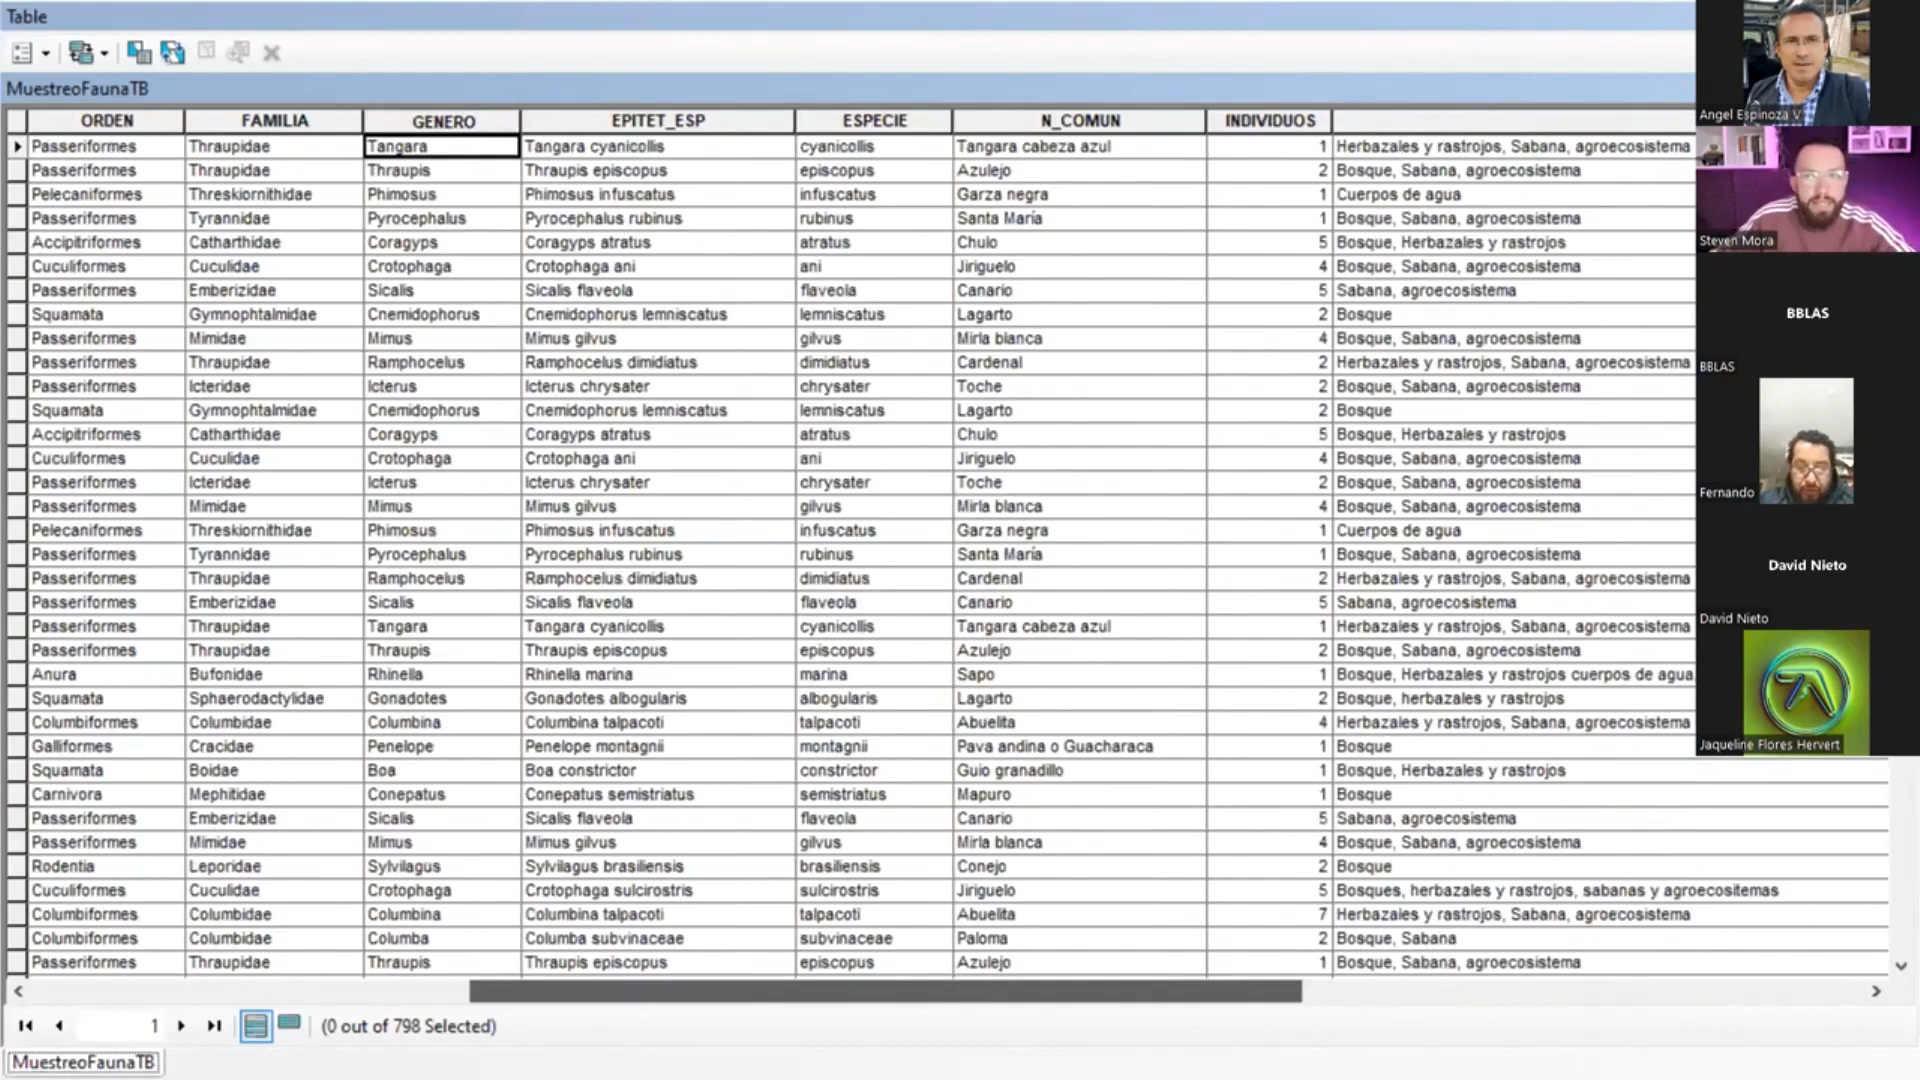 Table
MuestreoFaunaTB
ORDEN FAMILIA GENERO EPITET_ESP ESPECIE N_COMUN INDIVIDUOS
Passeriformes Thraupidae Tangara Tangara cyanicollis cyanicollis Tangara cabeza azul 1 Herbazales y rastrojos, Sabana, agroecosistema
Passeriformes Thraupidae Thraupis Thraupis episcopus episcopus Azulejo 2 Bosque, Sabana, agroecosistema
Pelecaniformes Threskiornithidae Phimosus Phimosus infuscatus infuscatus Garza negra 1 Cuerpos de agua
Passeriformes Tyrannidae Pyrocephalus Pyrocephalus rubinus rubinus Santa María 1 Bosque, Sabana, agroecosistema
Accipitriformes Catharthidae Coragyps Coragyps atratus atratus Chulo 5 Bosque, Herbazales y rastrojos
Cuculiformes Cuculidae Crotophaga Crotophaga ani ani Jiriguelo 4 Bosque, Sabana, agroecosistema
Passeriformes Emberizidae Sicalis Sicalis flaveola flaveola Canario 5 Sabana, agroecosistema
Squamata Gymnophtalmidae Cnemidophorus Cnemidophorus lemniscatus lemniscatus Lagarto 2 Bosque
Passeriformes Mimidae Mimus Mimus gilvus gilvus Mirla blanca 4 Bosque, Sabana, agroecosistema
Passeriformes Thraupidae Ramphocelus Ramphocelus dimidiatus dimidiatus Cardenal 2 Herbazales y rastrojos, Sabana, agroecosistema
Passeriformes Icteridae Icterus Icterus chrysater chrysater Toche 2 Bosque, Sabana, agroecosistema
Squamata Gymnophtalmidae Cnemidophorus Cnemidophorus lemniscatus lemniscatus Lagarto 2 Bosque
Accipitriformes Catharthidae Coragyps Coragyps atratus atratus Chulo 5 Bosque, Herbazales y rastrojos
Cuculiformes Cuculidae Crotophaga Crotophaga ani ani Jiriguelo 4 Bosque, Sabana, agroecosistema
Passeriformes Icteridae Icterus Icterus chrysater chrysater Toche 2 Bosque, Sabana, agroecosistema
Passeriformes Mimidae Mimus Mimus gilvus gilvus Mirla blanca 4 Bosque, Sabana, agroecosistema
Pelecaniformes Threskiornithidae Phimosus Phimosus infuscatus infuscatus Garza negra 1 Cuerpos de agua
Passeriformes Tyrannidae Pyrocephalus Pyrocephalus rubinus rubinus Santa María 1 Bosque, Sabana, agroecosistema
Passeriformes Thraupidae Ramphocelus Ramphocelus dimidiatus dimidiatus Cardenal 2 Herbazales y rastrojos, Sabana, agroecosistema
Passeriformes Emberizidae Sicalis Sicalis flaveola flaveola Canario 5 Sabana, agroecosistema
Passeriformes Thraupidae Tangara Tangara cyanicollis cyanicollis Tangara cabeza azul 1 Herbazales y rastrojos, Sabana, agroecosistema
Passeriformes Thraupidae Thraupis Thraupis episcopus episcopus Azulejo 2 Bosque, Sabana, agroecosistema
Anura Bufonidae Rhinella Rhinella marina marina Sapo 1 Bosque, Herbazales y rastrojos cuerpos de agua,
Squamata Sphaerodactylidae Gonadotes Gonadotes albogularis albogularis Lagarto 2 Bosque, herbazales y rastrojos
Columbiformes Columbidae Columbina Columbina talpacoti talpacoti Abuelita 4 Herbazales y rastrojos, Sabana, agroecosistema
Galliformes Cracidae Penelope Penelope montagnii montagnii Pava andina o Guacharaca 1 Bosque
Squamata Boidae Boa Boa constrictor constrictor Guio granadillo 1 Bosque, Herbazales y rastrojos
Carnivora Mephitidae Conepatus Conepatus semistriatus semistriatus Mapuro 1 Bosque
Passeriformes Emberizidae Sicalis Sicalis flaveola flaveola Canario 5 Sabana, agroecosistema
Passeriformes Mimidae Mimus Mimus gilvus gilvus Mirla blanca 4 Bosque, Sabana, agroecosistema
Rodentia Leporidae Sylvilagus Sylvilagus brasiliensis brasiliensis Conejo 2 Bosque
Cuculiformes Cuculidae Crotophaga Crotophaga sulcirostris sulcirostris Jiriguelo 5 Bosques, herbazales y rastrojos, sabanas y agroecositemas
Columbiformes Columbidae Columbina Columbina talpacoti talpacoti Abuelita 7 Herbazales y rastrojos, Sabana, agroecosistema
Columbiformes Columbidae Columba Columba subvinaceae subvinaceae Paloma 2 Bosque, Sabana
Passeriformes Thraupidae Thraupis Thraupis episcopus episcopus Azulejo 1 Bosque, Sabana, agroecosistema
1 (0 out of 798 Selected)
MuestreoFaunaTB
Angel Espinoza V
Steven Mora
BBLAS
BBLAS
Fernando
David Nieto
David Nieto
Jaqueline Flores Hervert